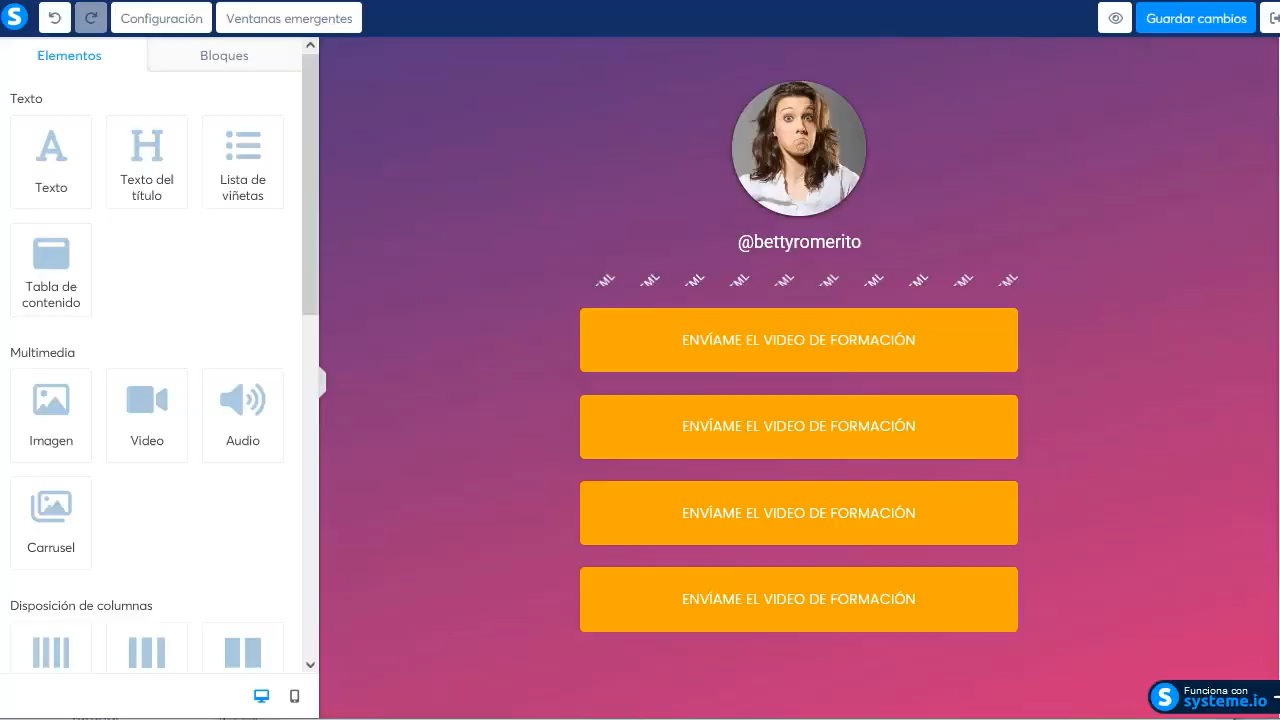 S
Configuración
Ventanas emergentes
Guardar cambios
Elementos
Bloques
Texto
A
H
Texto
Texto del
título
Lista de
viñetas
Tabla de
contenido
Multimedia
Imagen
Video
Audio
Carrusel
Disposición de columnas
@bettyromerito
ENVÍAME EL VIDEO DE FORMACIÓN
ENVÍAME EL VIDEO DE FORMACIÓN
ENVÍAME EL VIDEO DE FORMACIÓN
ENVÍAME EL VIDEO DE FORMACIÓN
S
Funciona con
systeme.io